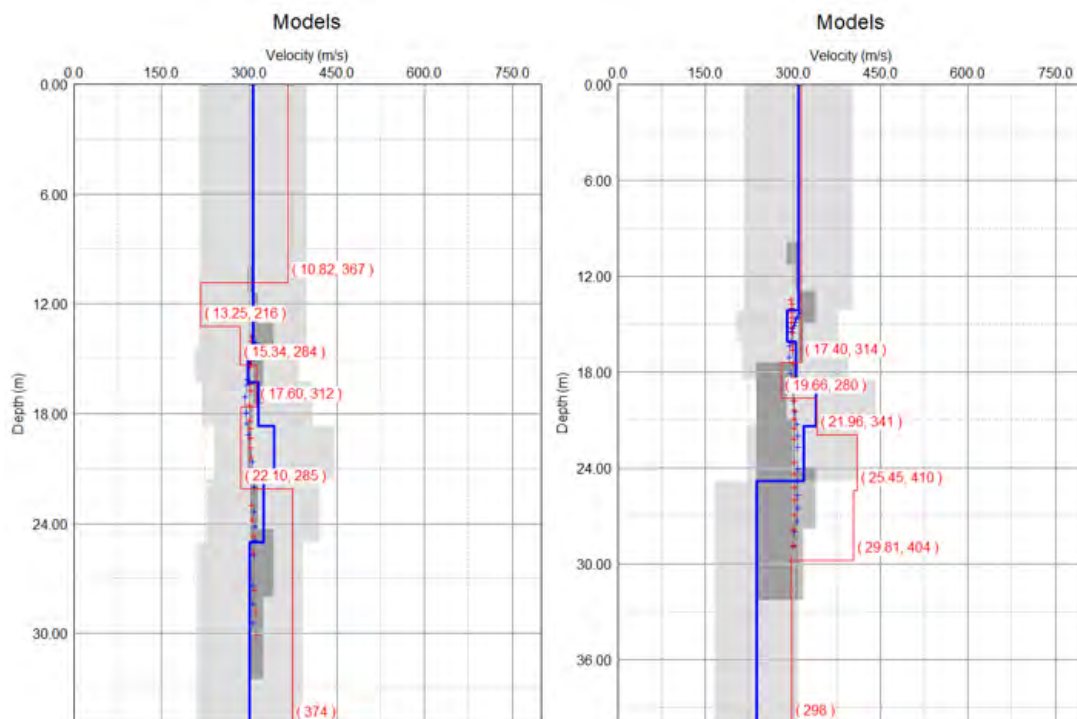 Models
Velocity (m/s)
0.0 150.0 300.0 450.0 600.0 750.0
0.00
6.00
( 10.82, 367 )
12.00
( 13.25, 216 )
( 15.34, 284 )
( 17.60, 312 )
18.00
Depth (m)
( 22.10, 285 )
24.00
30.00
( 374 )
Models
Velocity (m/s)
0.0 150.0 300.0 450.0 600.0 750.0
0.00
6.00
12.00
( 17.40, 314 )
18.00
( 19.66, 280 )
Depth (m)
( 21.96, 341 )
24.00
( 25.45, 410 )
( 29.81, 404 )
30.00
36.00
( 298 )